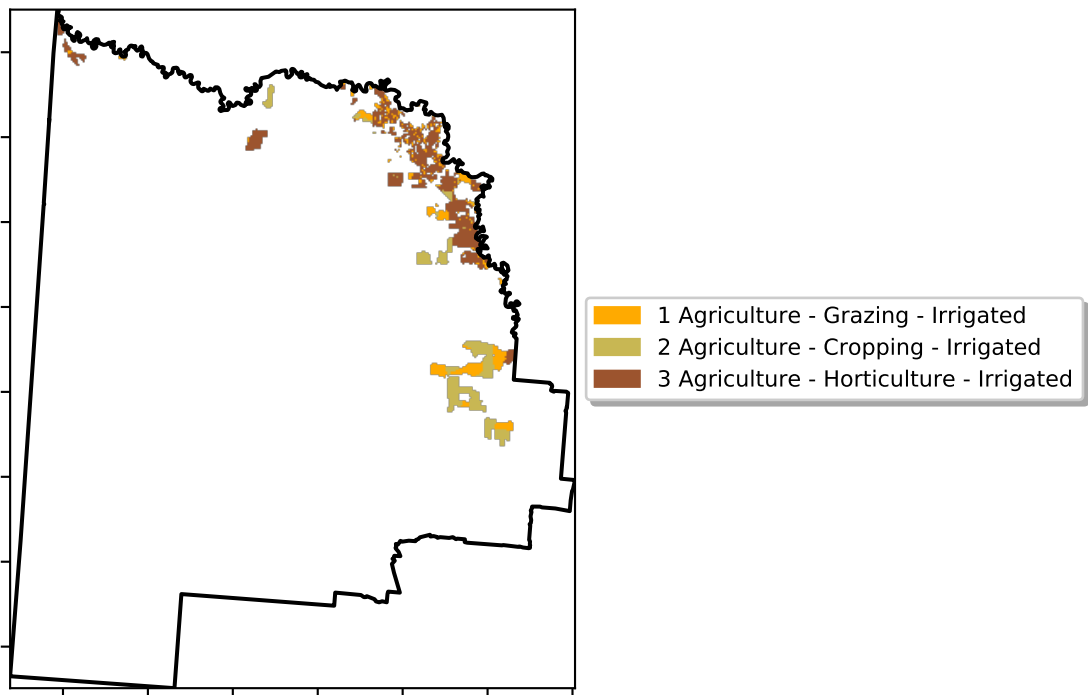 1 Agriculture - Grazing - Irrigated
2 Agriculture - Cropping - Irrigated
3 Agriculture - Horticulture - Irrigated